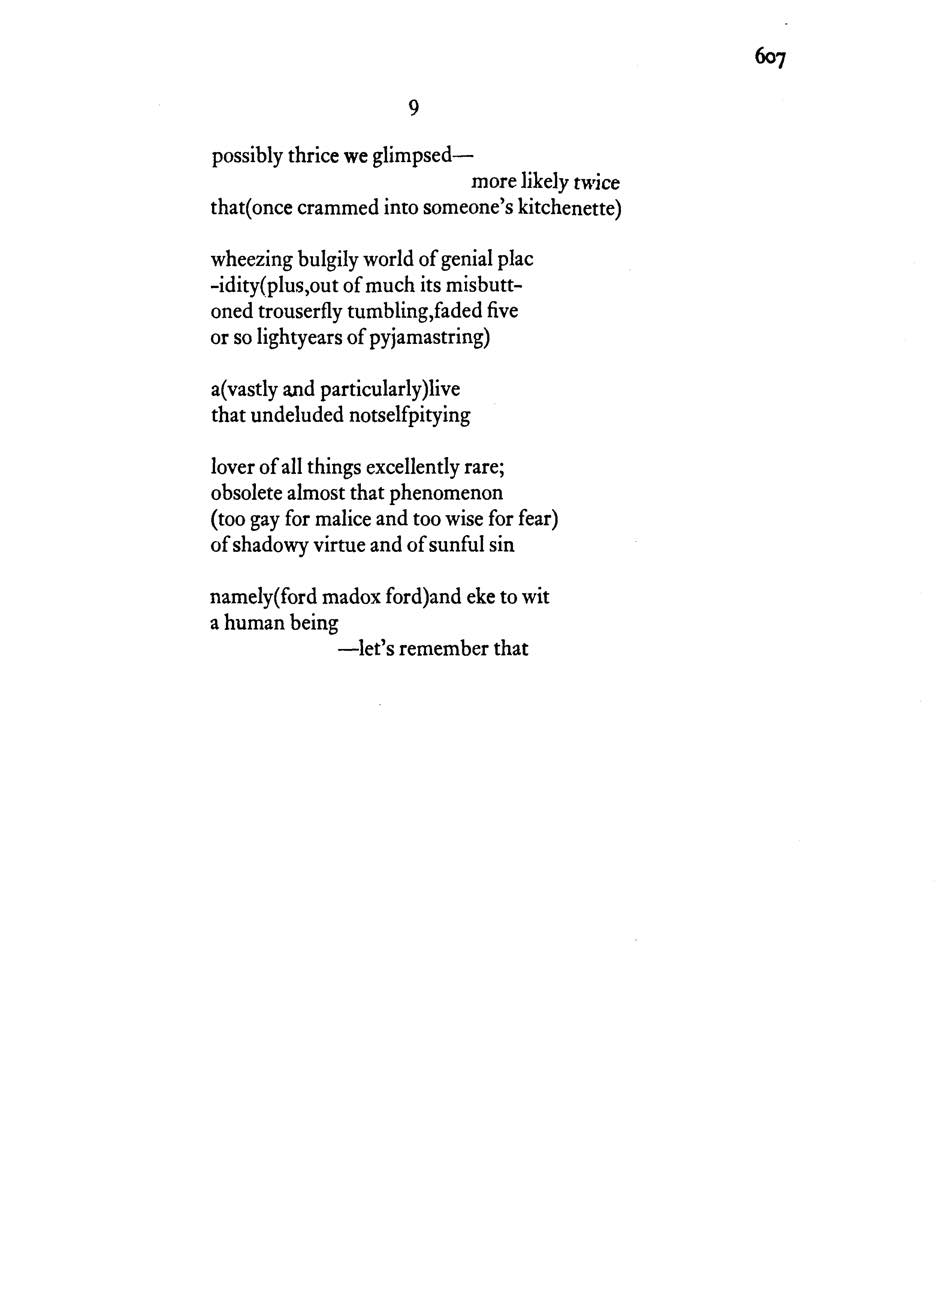 607
9
possibly thrice we glimpsed—
more likely twice
that(once crammed into someone's kitchenette)
wheezing bulgily world of genial plac
-idity(plus,out of much its misbutt-
oned trouserfly tumbling,faded five
or so lightyears of pyjamastring)
a(vastly and particularly)live
that undeluded notselfpitying
lover of all things excellently rare;
obsolete almost that phenomenon
(too gay for malice and too wise for fear)
of shadowy virtue and of sunful sin
namely(ford madox ford)and eke to wit
a human being
—let's remember that